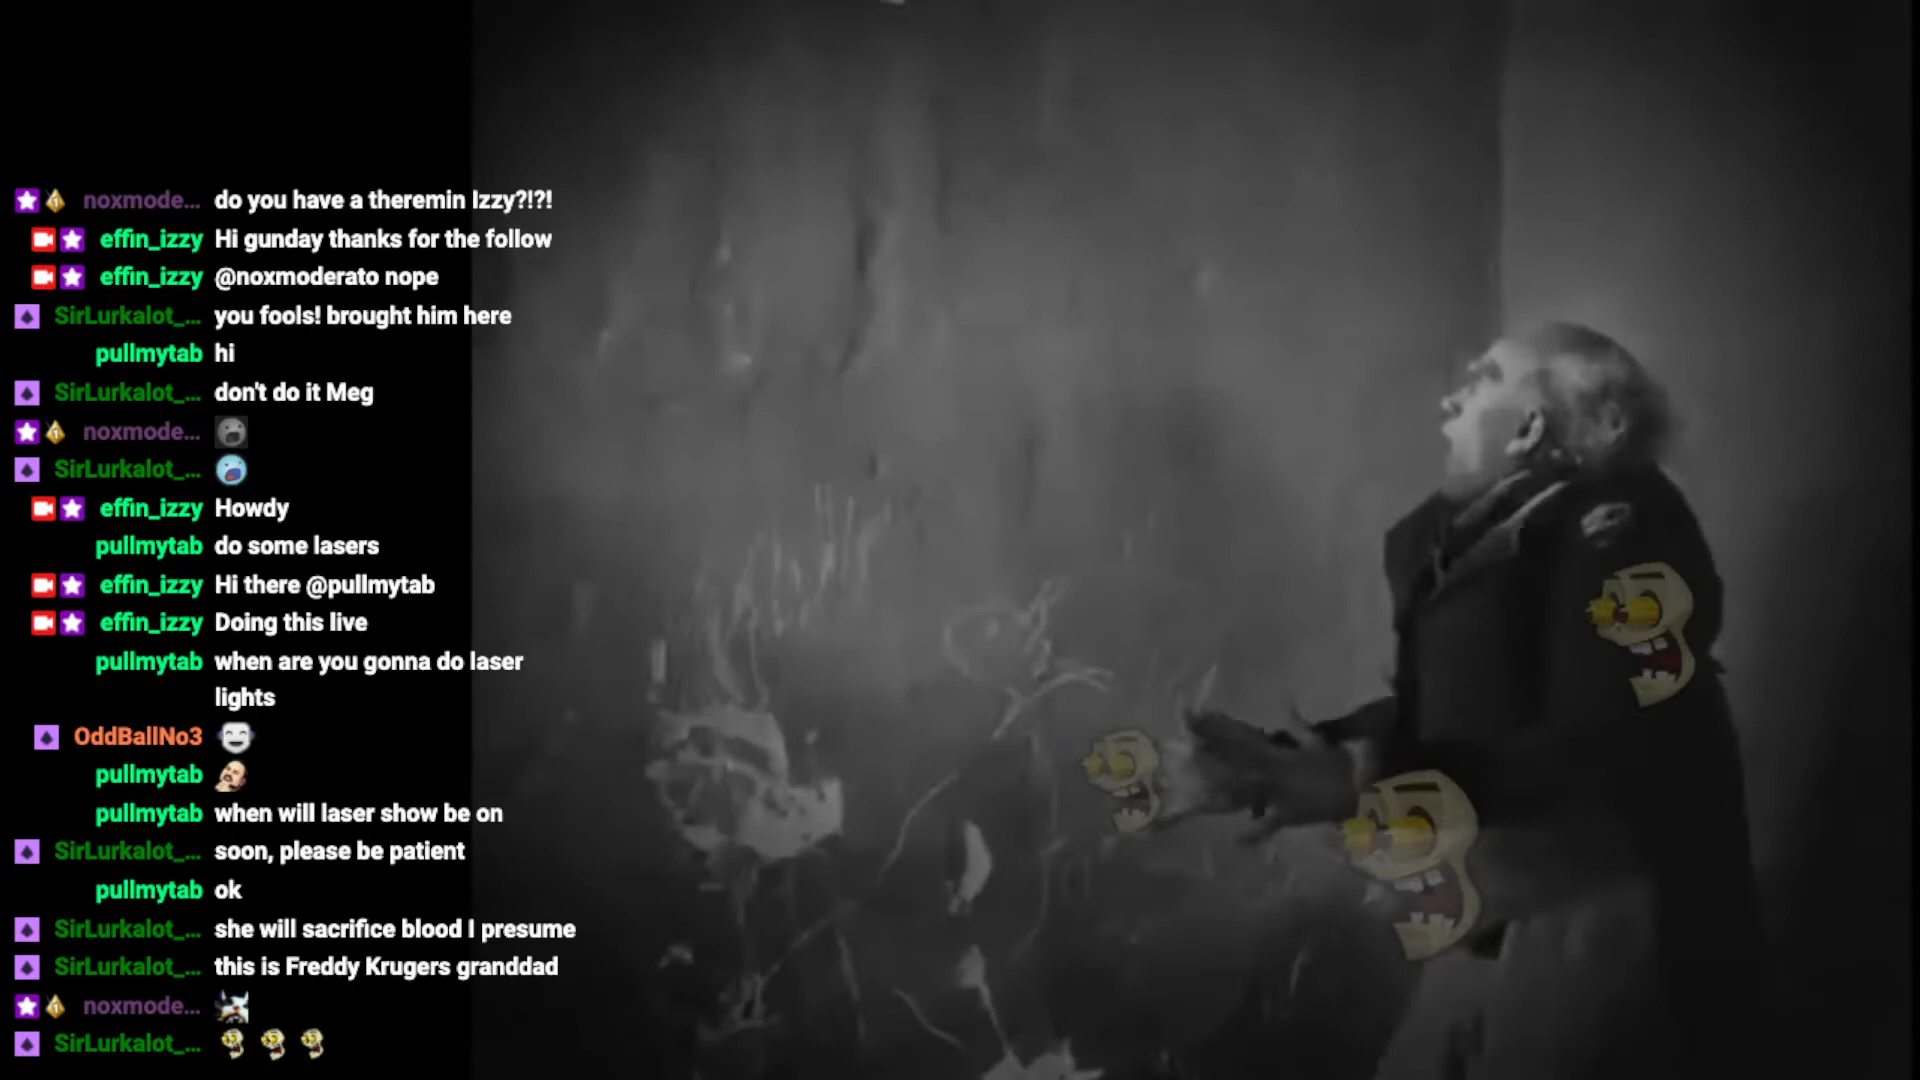 noxmode... do you have a theremin Izzy?!?!
effin_izzy Hi gunday thanks for the follow
effin_izzy @noxmoderato nope
SirLurkalot_... you fools! brought him here
pullmytab hi
SirLurkalot_... don't do it Meg
noxmode...
SirLurkalot_...
effin_izzy Howdy
pullmytab do some lasers
effin_izzy Hi there @pullmytab
effin_izzy Doing this live
pullmytab when are you gonna do laser
lights
OddBallNo3
pullmytab
pullmytab when will laser show be on
SirLurkalot_... soon, please be patient
pullmytab ok
SirLurkalot_... she will sacrifice blood I presume
SirLurkalot_... this is Freddy Krugers granddad
noxmode...
SirLurkalot_...